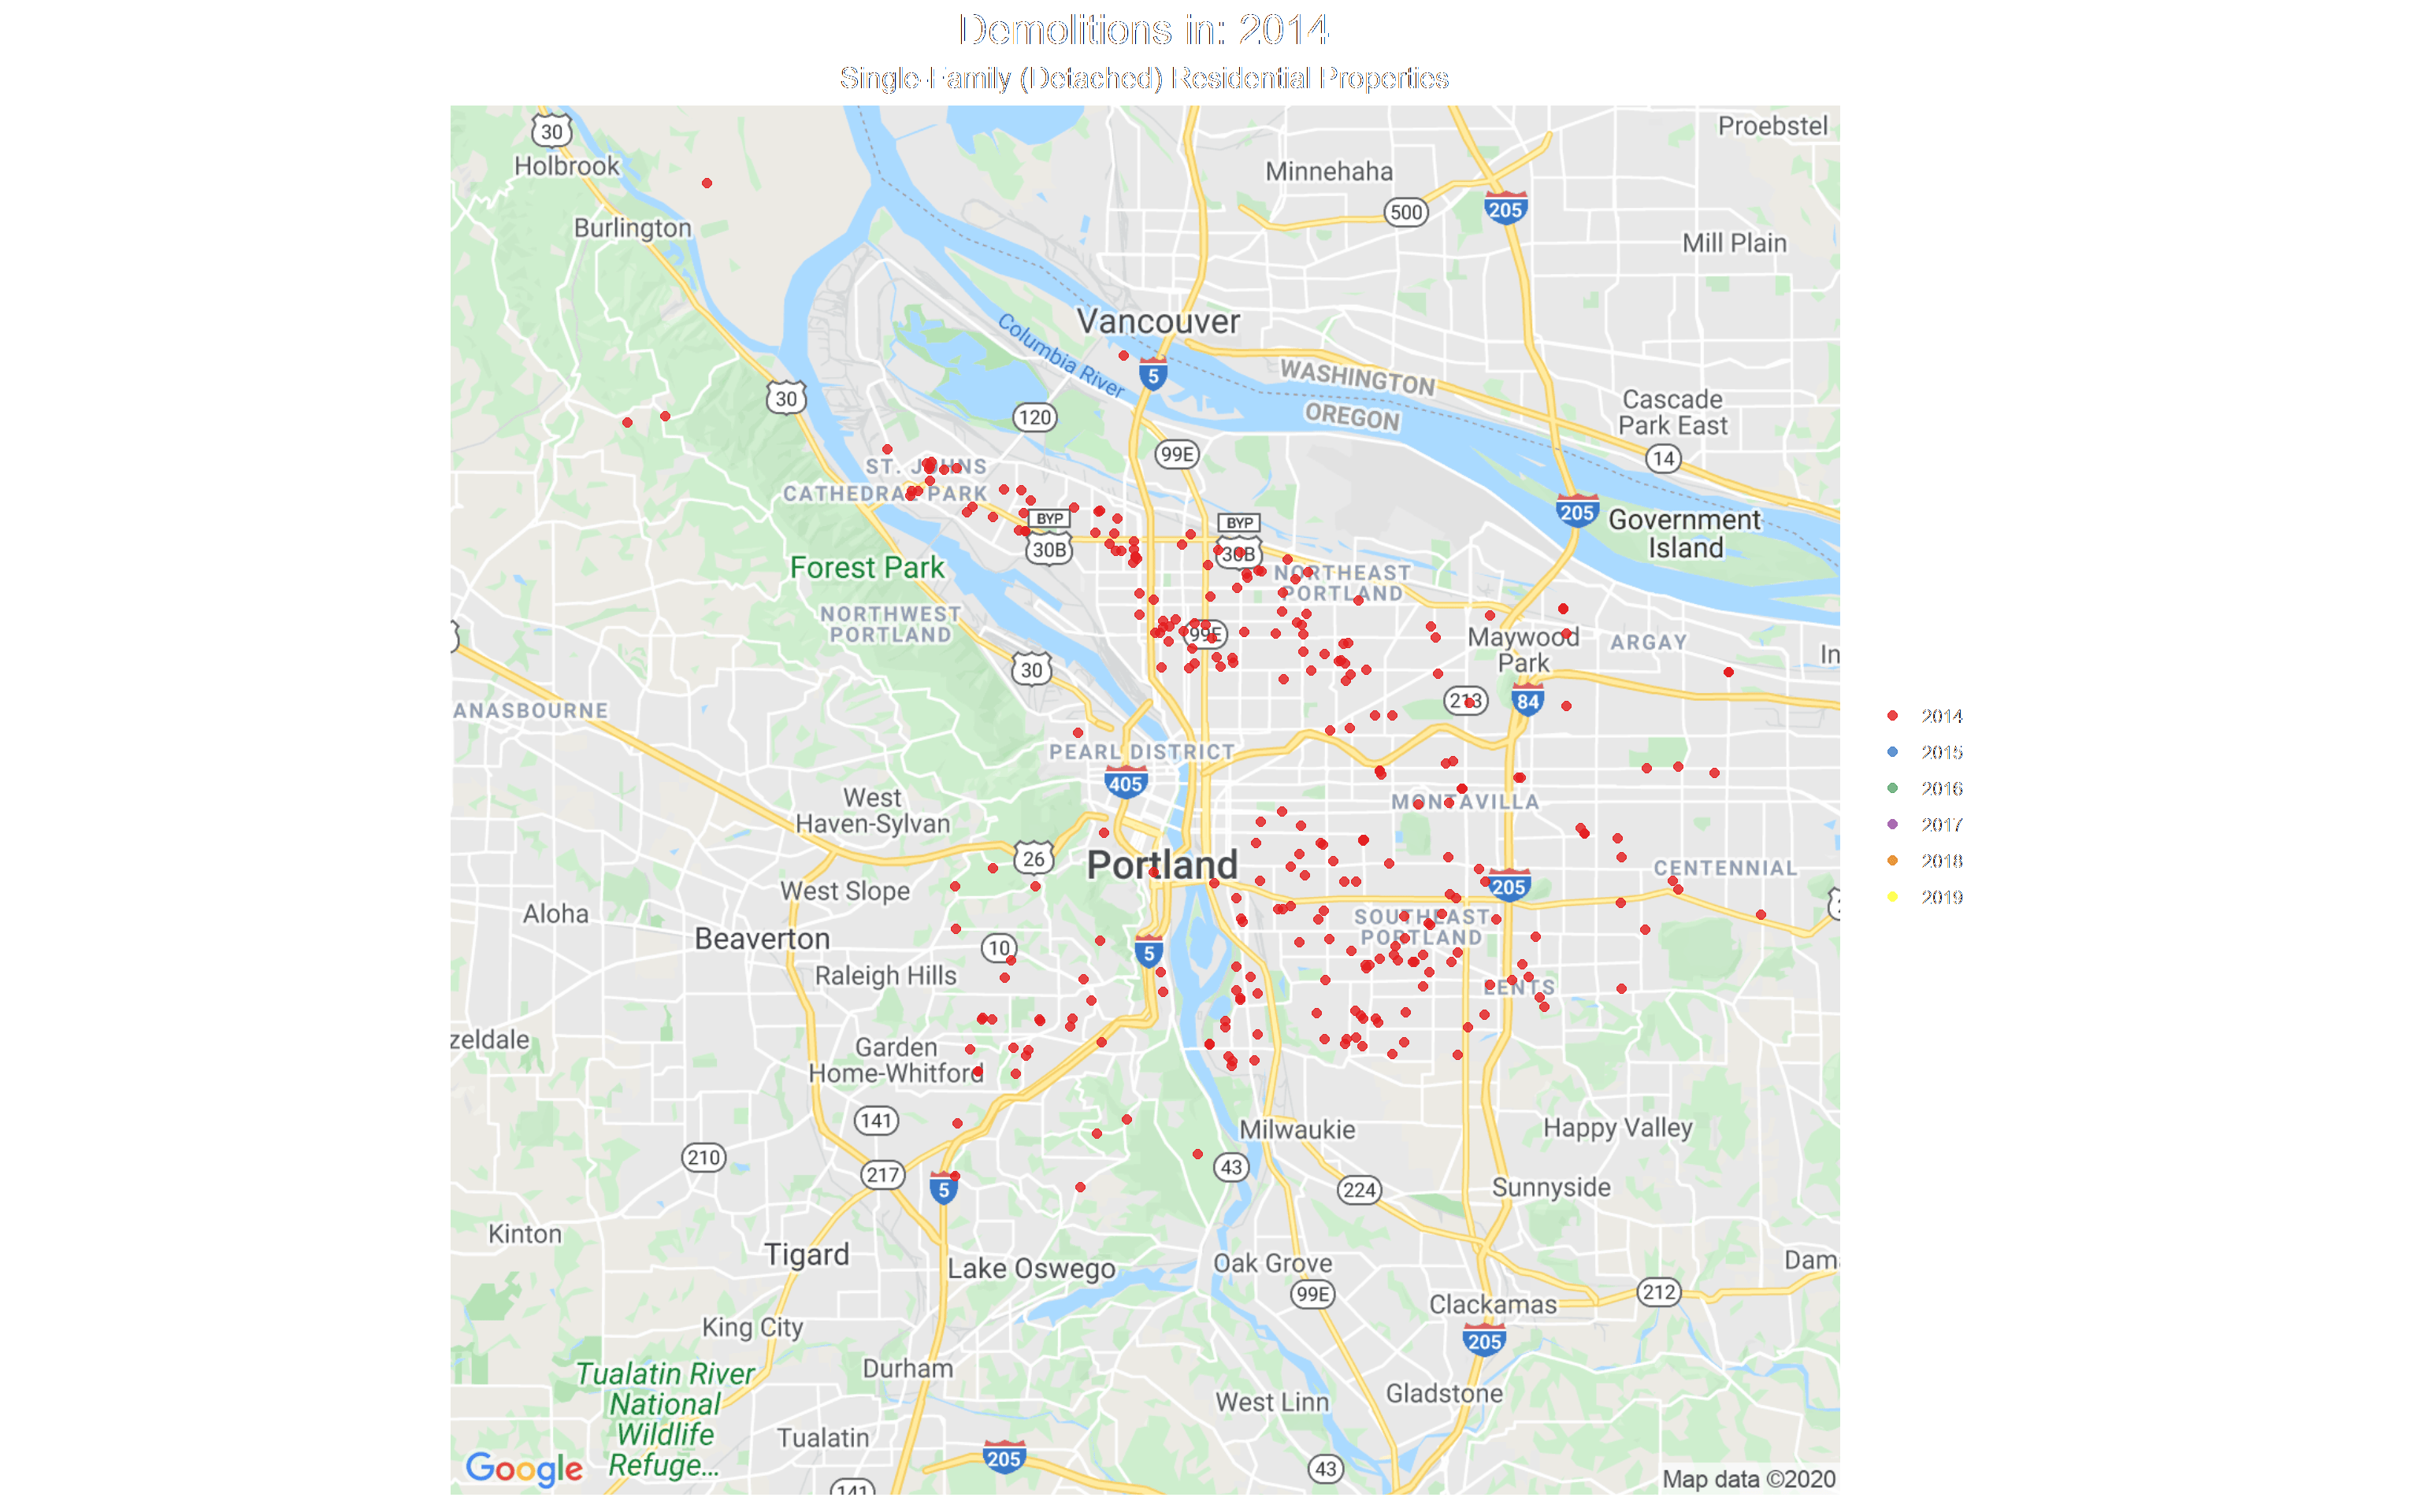 Demolitions in: 2014
Single-Family (Detached) Residential Properties
30
Holbrook
Proebstel
Minnehaha
500
205
Burlington
Mill Plain
Vancouver
Columbia River
5
WASHINGTON
OREGON
30
120
Cascade
Park East
99E
14
ST. JOHNS
CATHEDRAL PARK
BYP
30B
BYP
30B
205
Government
Island
Forest Park
NORTHEAST
PORTLAND
NORTHWEST
PORTLAND
99E
Maywood
Park
ARGAY
In
30
213
84
ANASBOURNE
2014
PEARL DISTRICT
2015
405
2016
West
Haven-Sylvan
MONTAVILLA
2017
26
Portland
2018
CENTENNIAL
West Slope
205
2019
Aloha
SOUTHEAST
PORTLAND
Beaverton
10
5
Raleigh Hills
LENTS
zeldale
Garden
Home-Whitford
141
Milwaukie
Happy Valley
210
217
43
5
224
Sunnyside
Kinton
Tigard
Lake Oswego
Oak Grove
Dam
99E
212
Clackamas
King City
205
Durham
Tualatin River
National
Wildlife
Refuge...
West Linn
Gladstone
Tualatin
205
43
Google
141
Map data ©2020